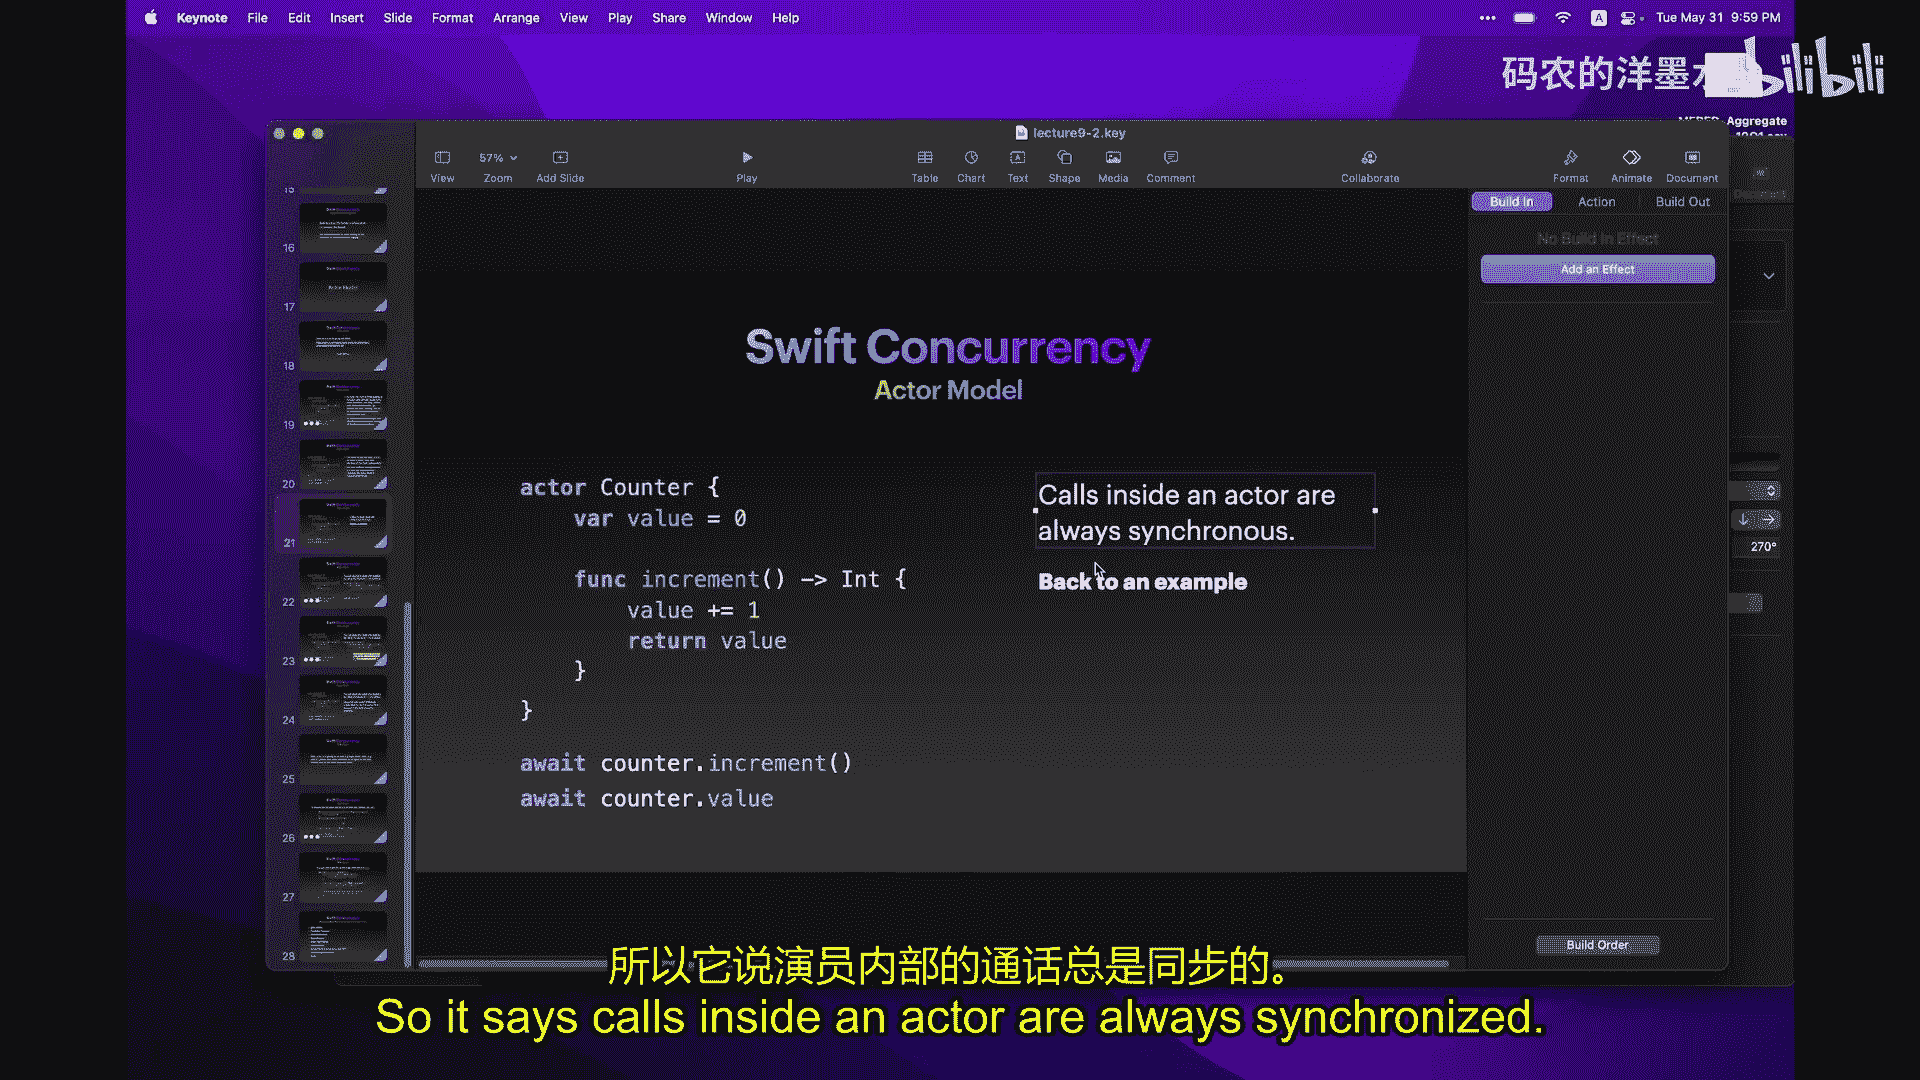 Keynote File Edit Insert Slide Format Arrange View Play Share Window Help
A Tue May 31 9:59 PM
码农的洋墨水
bilibili
Aggregate
lecture9-2.key
57%
View Zoom Add Slide Play Table Chart Text Shape Media Comment Collaborate Format Animate Document
Build In Action Build Out
No Build In Effect
Add an Effect
Swift Concurrency
Actor Model
actor Counter {
var value = 0
func increment() -> Int {
value += 1
return value
}
}
await counter.increment()
await counter.value
Calls inside an actor are
always synchronous.
Back to an example
270°
16
17
18
19
20
21
22
23
24
25
26
27
28
Build Order
所以它说演员内部的通话总是同步的。
So it says calls inside an actor are always synchronized.